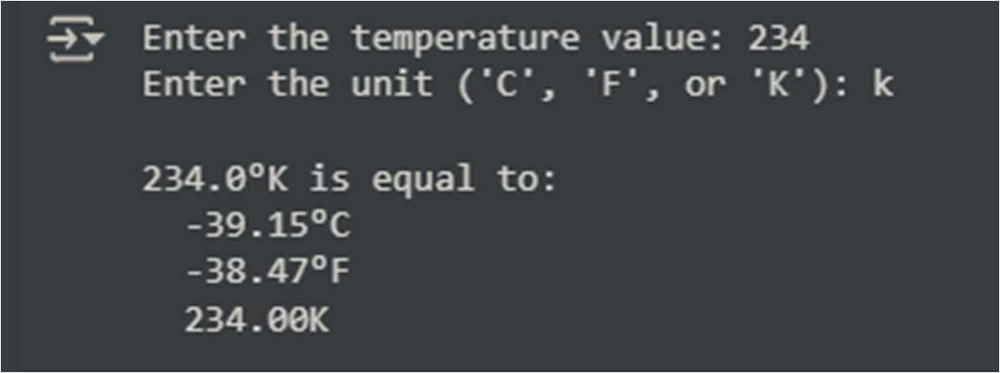 Enter the temperature value: 234
Enter the unit ('C', 'F', or 'K'): k
234.0°K is equal to:
-39.15°C
-38.47°F
234.00K